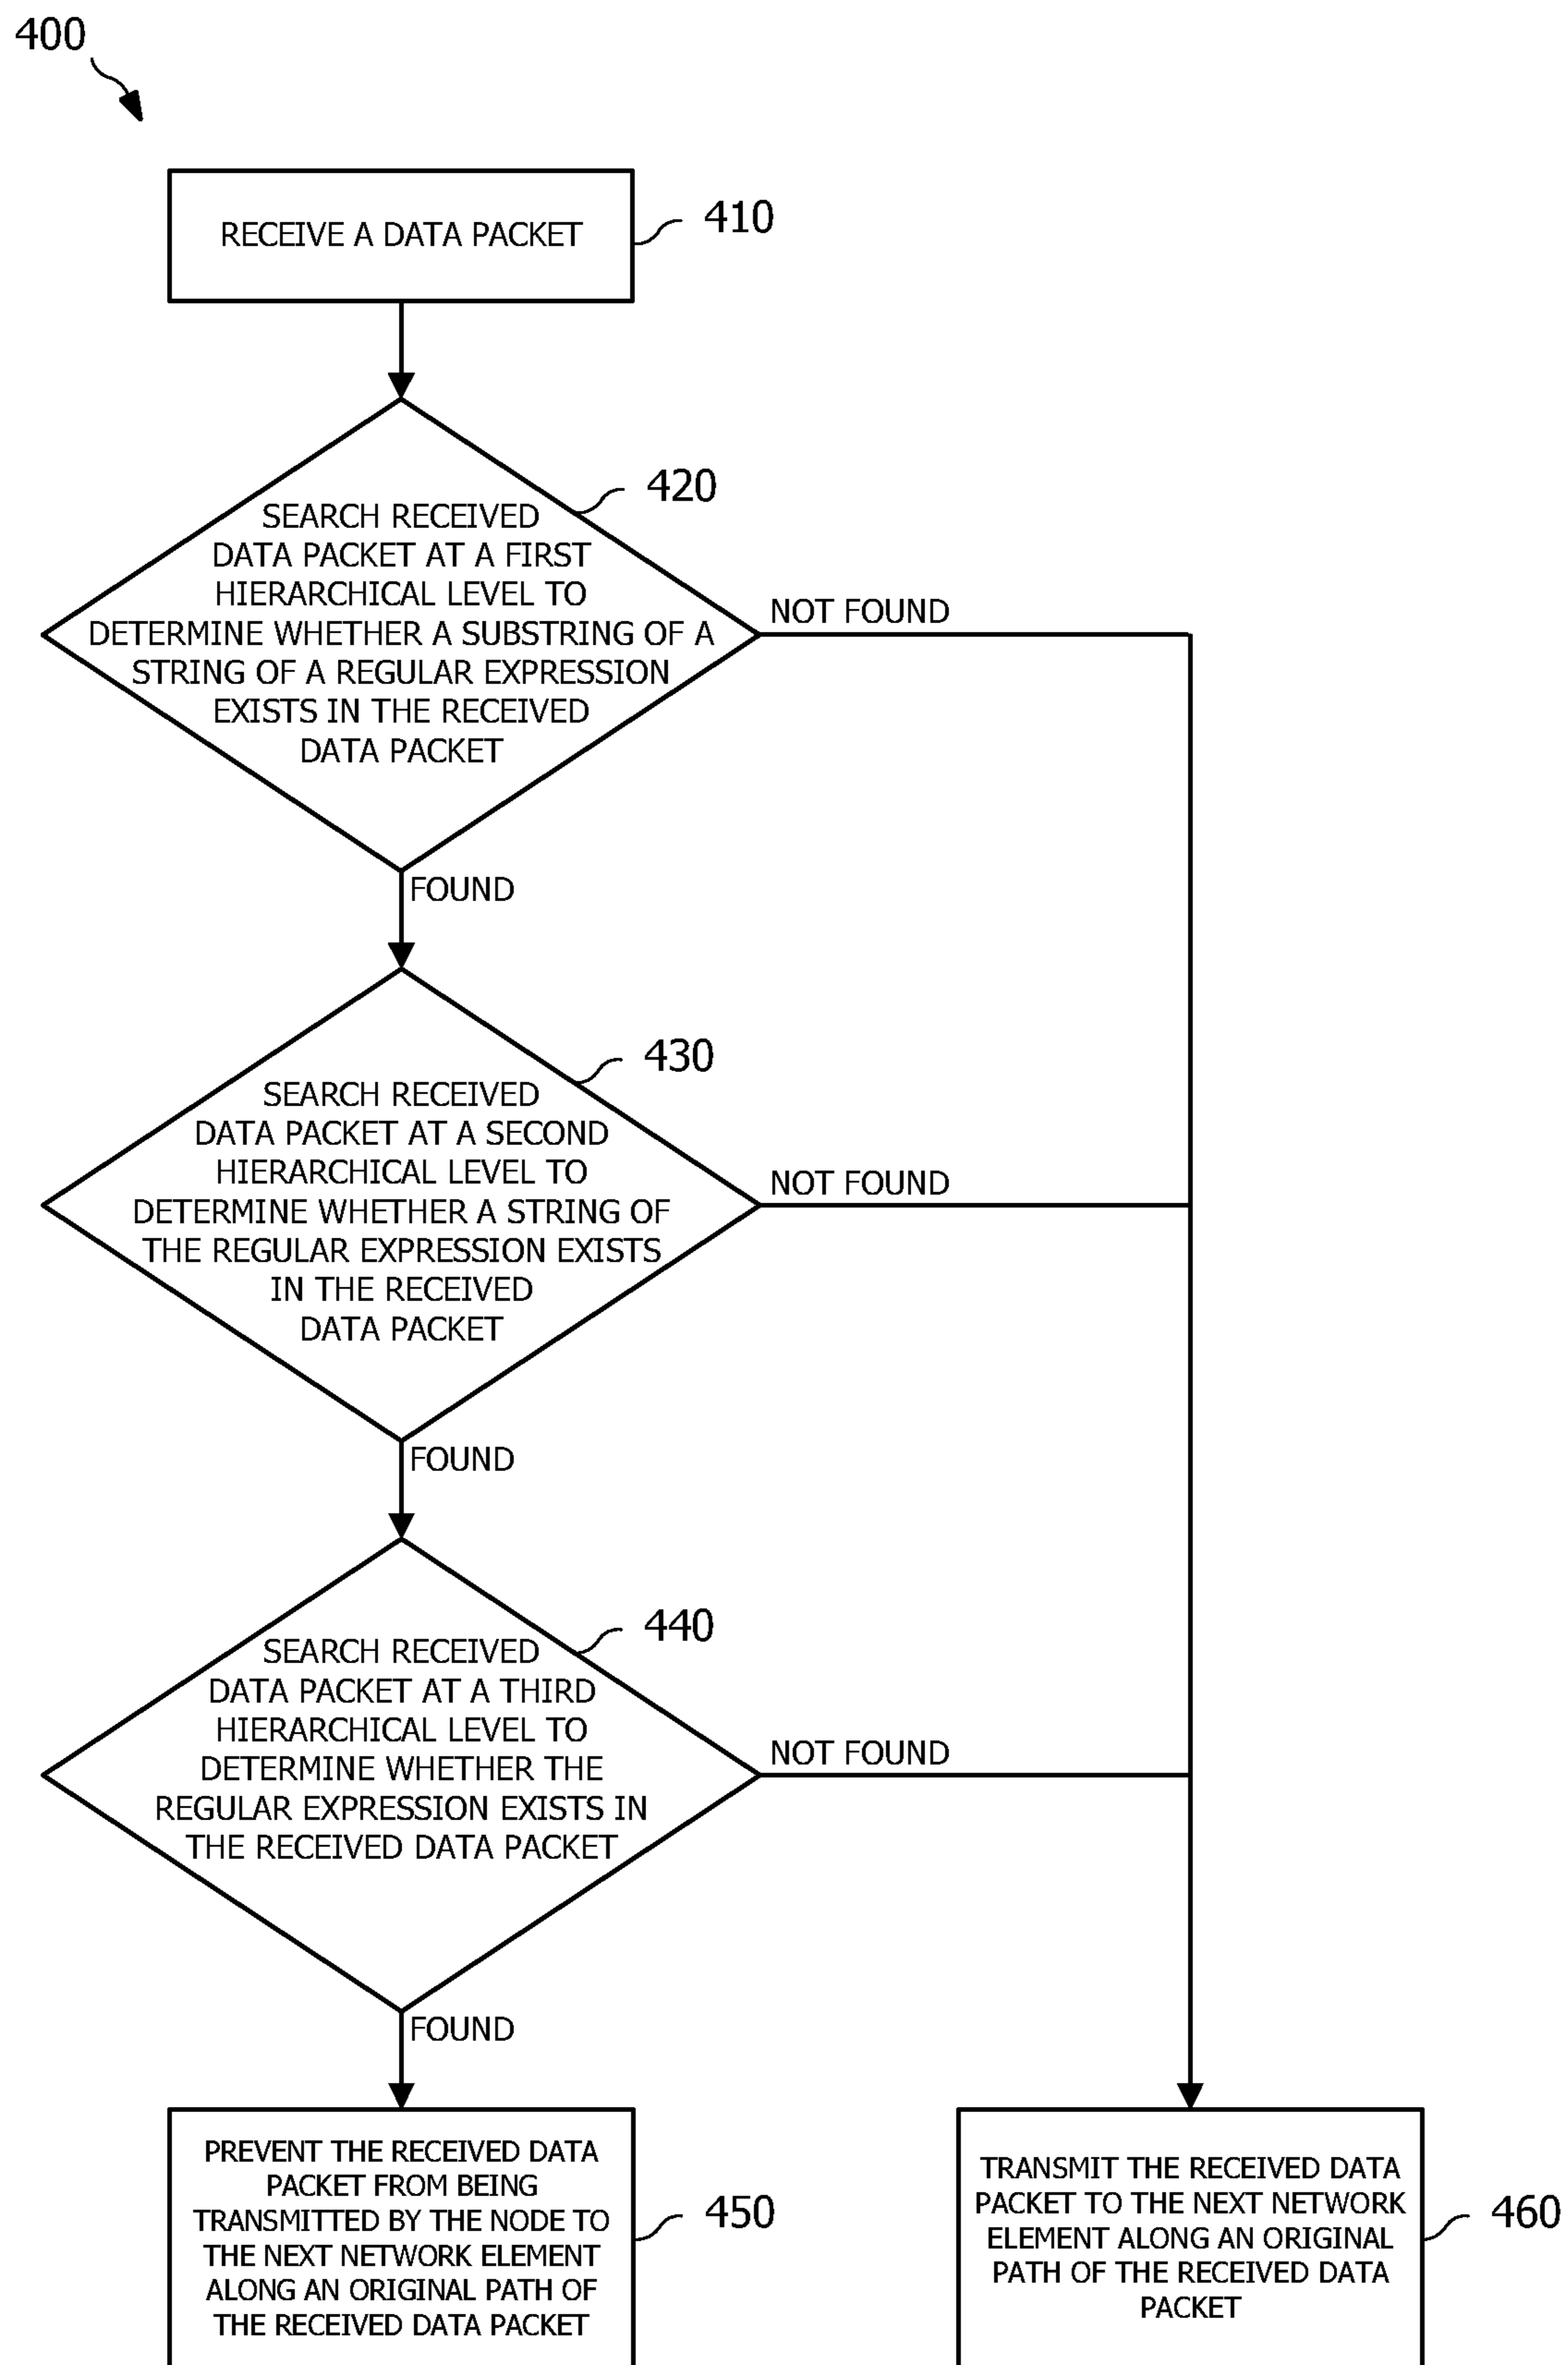 400
RECEIVE A DATA PACKET
410
420
SEARCH RECEIVED
DATA PACKET AT A FIRST
HIERARCHICAL LEVEL TO
DETERMINE WHETHER A SUBSTRING OF A
STRING OF A REGULAR EXPRESSION
EXISTS IN THE RECEIVED
DATA PACKET
NOT FOUND
FOUND
430
SEARCH RECEIVED
DATA PACKET AT A SECOND
HIERARCHICAL LEVEL TO
DETERMINE WHETHER A STRING OF
THE REGULAR EXPRESSION EXISTS
IN THE RECEIVED
DATA PACKET
NOT FOUND
FOUND
440
SEARCH RECEIVED
DATA PACKET AT A THIRD
HIERARCHICAL LEVEL TO
DETERMINE WHETHER THE
REGULAR EXPRESSION EXISTS IN
THE RECEIVED DATA PACKET
NOT FOUND
FOUND
PREVENT THE RECEIVED DATA
PACKET FROM BEING
TRANSMITTED BY THE NODE TO
THE NEXT NETWORK ELEMENT
ALONG AN ORIGINAL PATH OF
THE RECEIVED DATA PACKET
450
TRANSMIT THE RECEIVED DATA
PACKET TO THE NEXT NETWORK
ELEMENT ALONG AN ORIGINAL
PATH OF THE RECEIVED DATA
PACKET
460